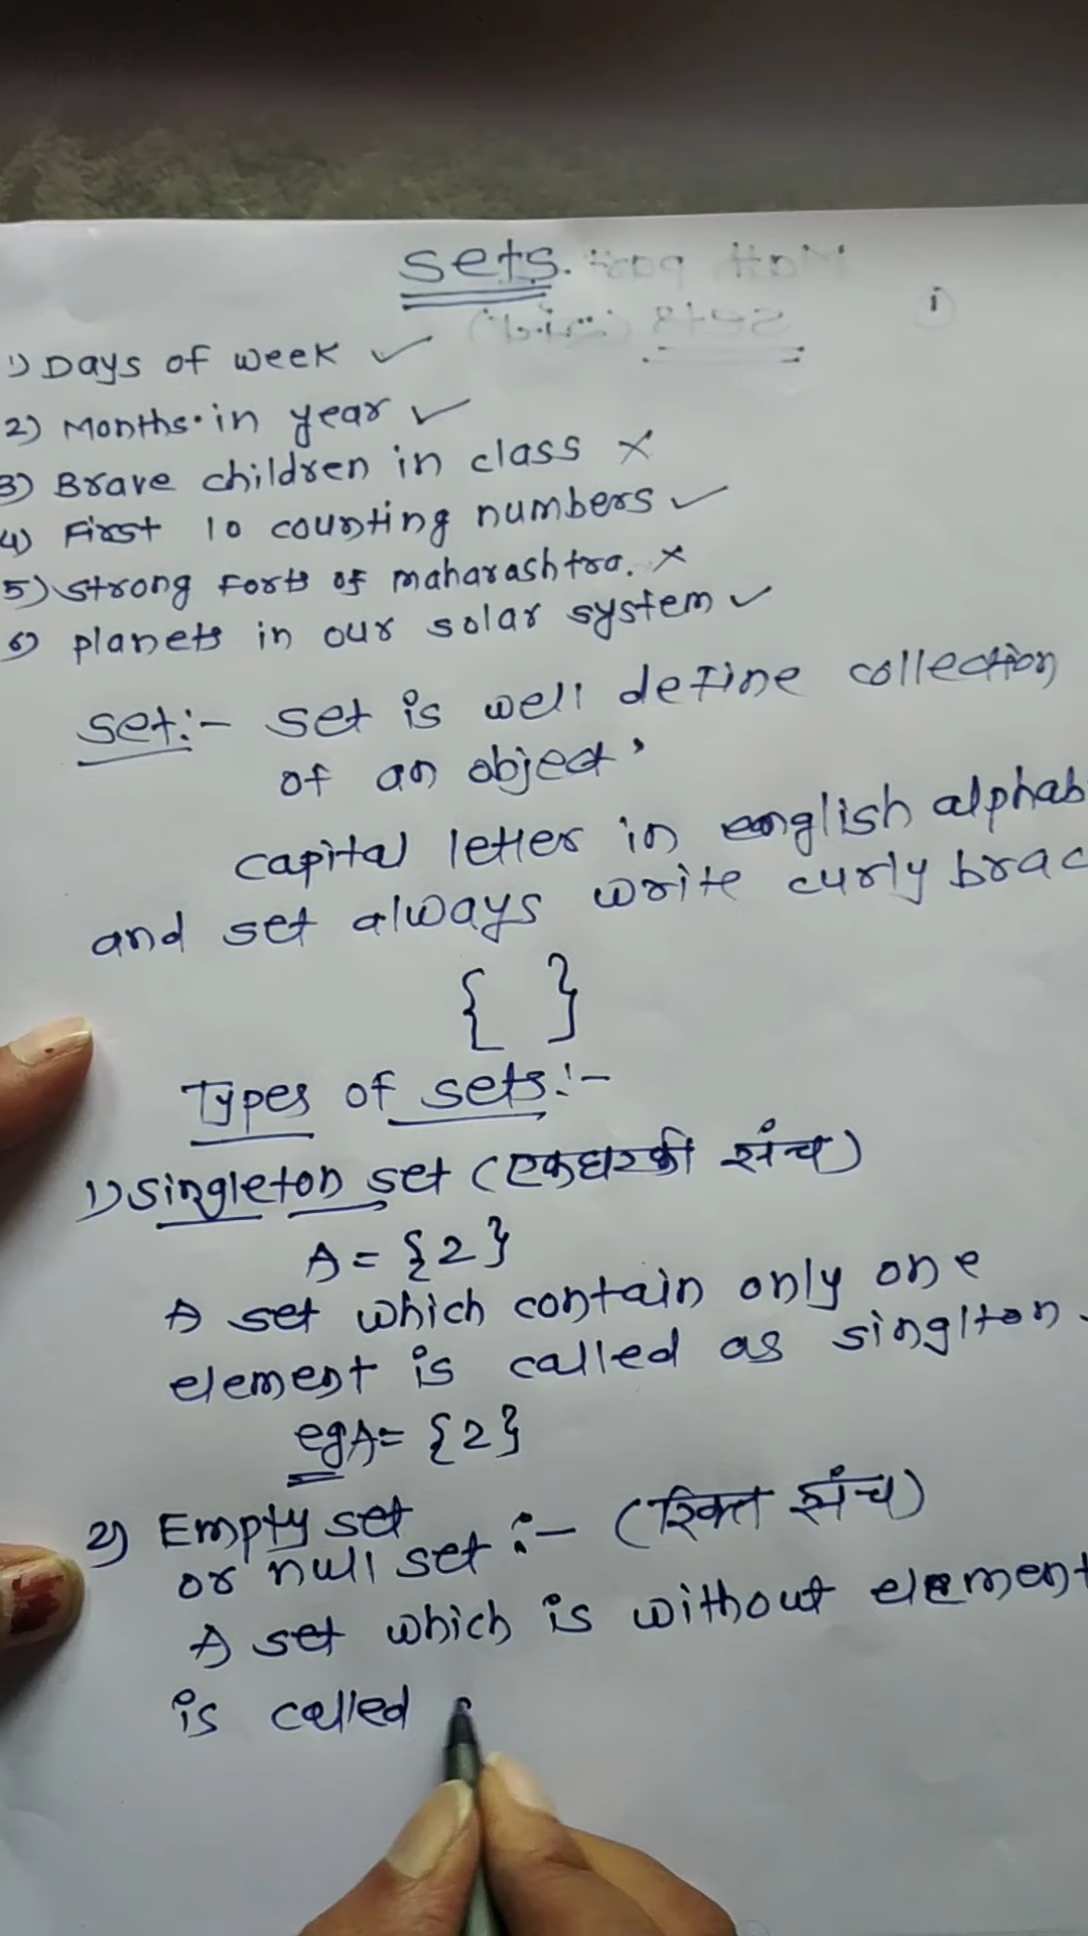 sets.
1) Days of week ✓
2) Months in year ✓
3) Brave children in class ×
4) First 10 counting numbers ✓
5) strong forts of maharashtra. ×
6) planets in our solar system ✓
set:- set is well define collection
of an object.
capital letter in english alphab
and set always write curly brac
{ }
Types of sets:-
1) singleton set (एकघटकी संच)
A = {2}
A set which contain only one
element is called as singlton.
eg A= {2}
2) Empty set
or null set :- (रिक्त संच)
A set which is without element
is called